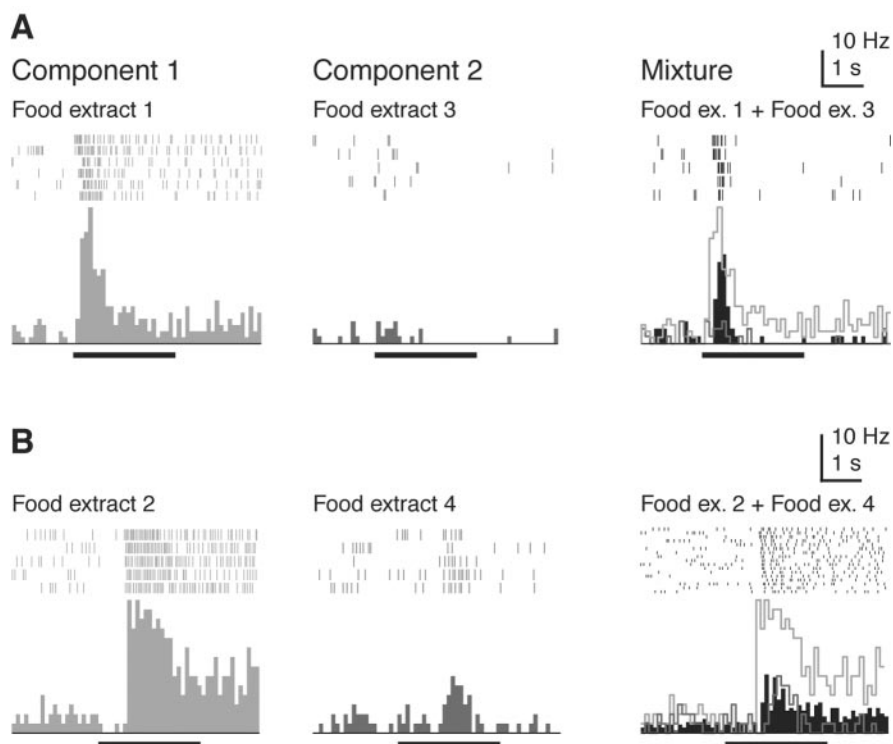 A
10 Hz
1 s
Component 1
Component 2
Mixture
Food extract 1
Food extract 3
Food ex. 1 + Food ex. 3
B
10 Hz
1 s
Food extract 2
Food extract 4
Food ex. 2 + Food ex. 4